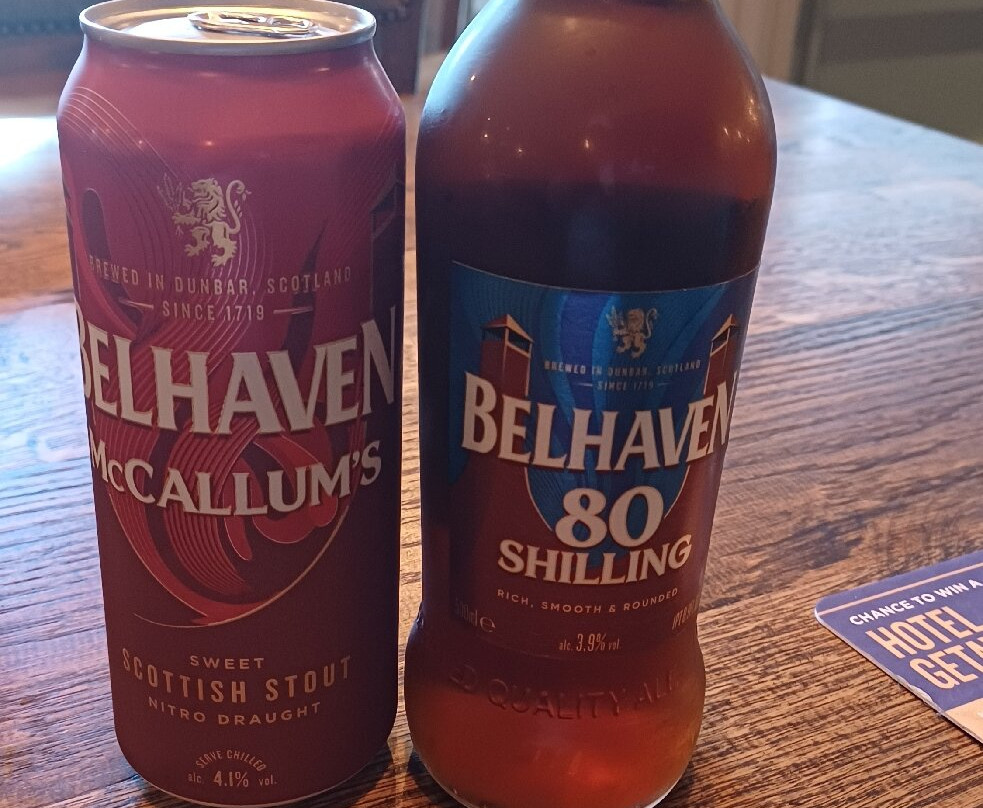 BREWED IN DUNBAR, SCOTLAND
SINCE 1719
BELHAVEN
McCALLUM'S
SWEET
SCOTTISH STOUT
NITRO DRAUGHT
SERVE CHILLED
alc. 4.1% vol.
BREWED IN DUNBAR, SCOTLAND
SINCE 1719
BELHAVEN
80
SHILLING
RICH, SMOOTH & ROUNDED
alc. 3.9% vol.
QUALITY
CHANCE TO WIN A
HOTEL